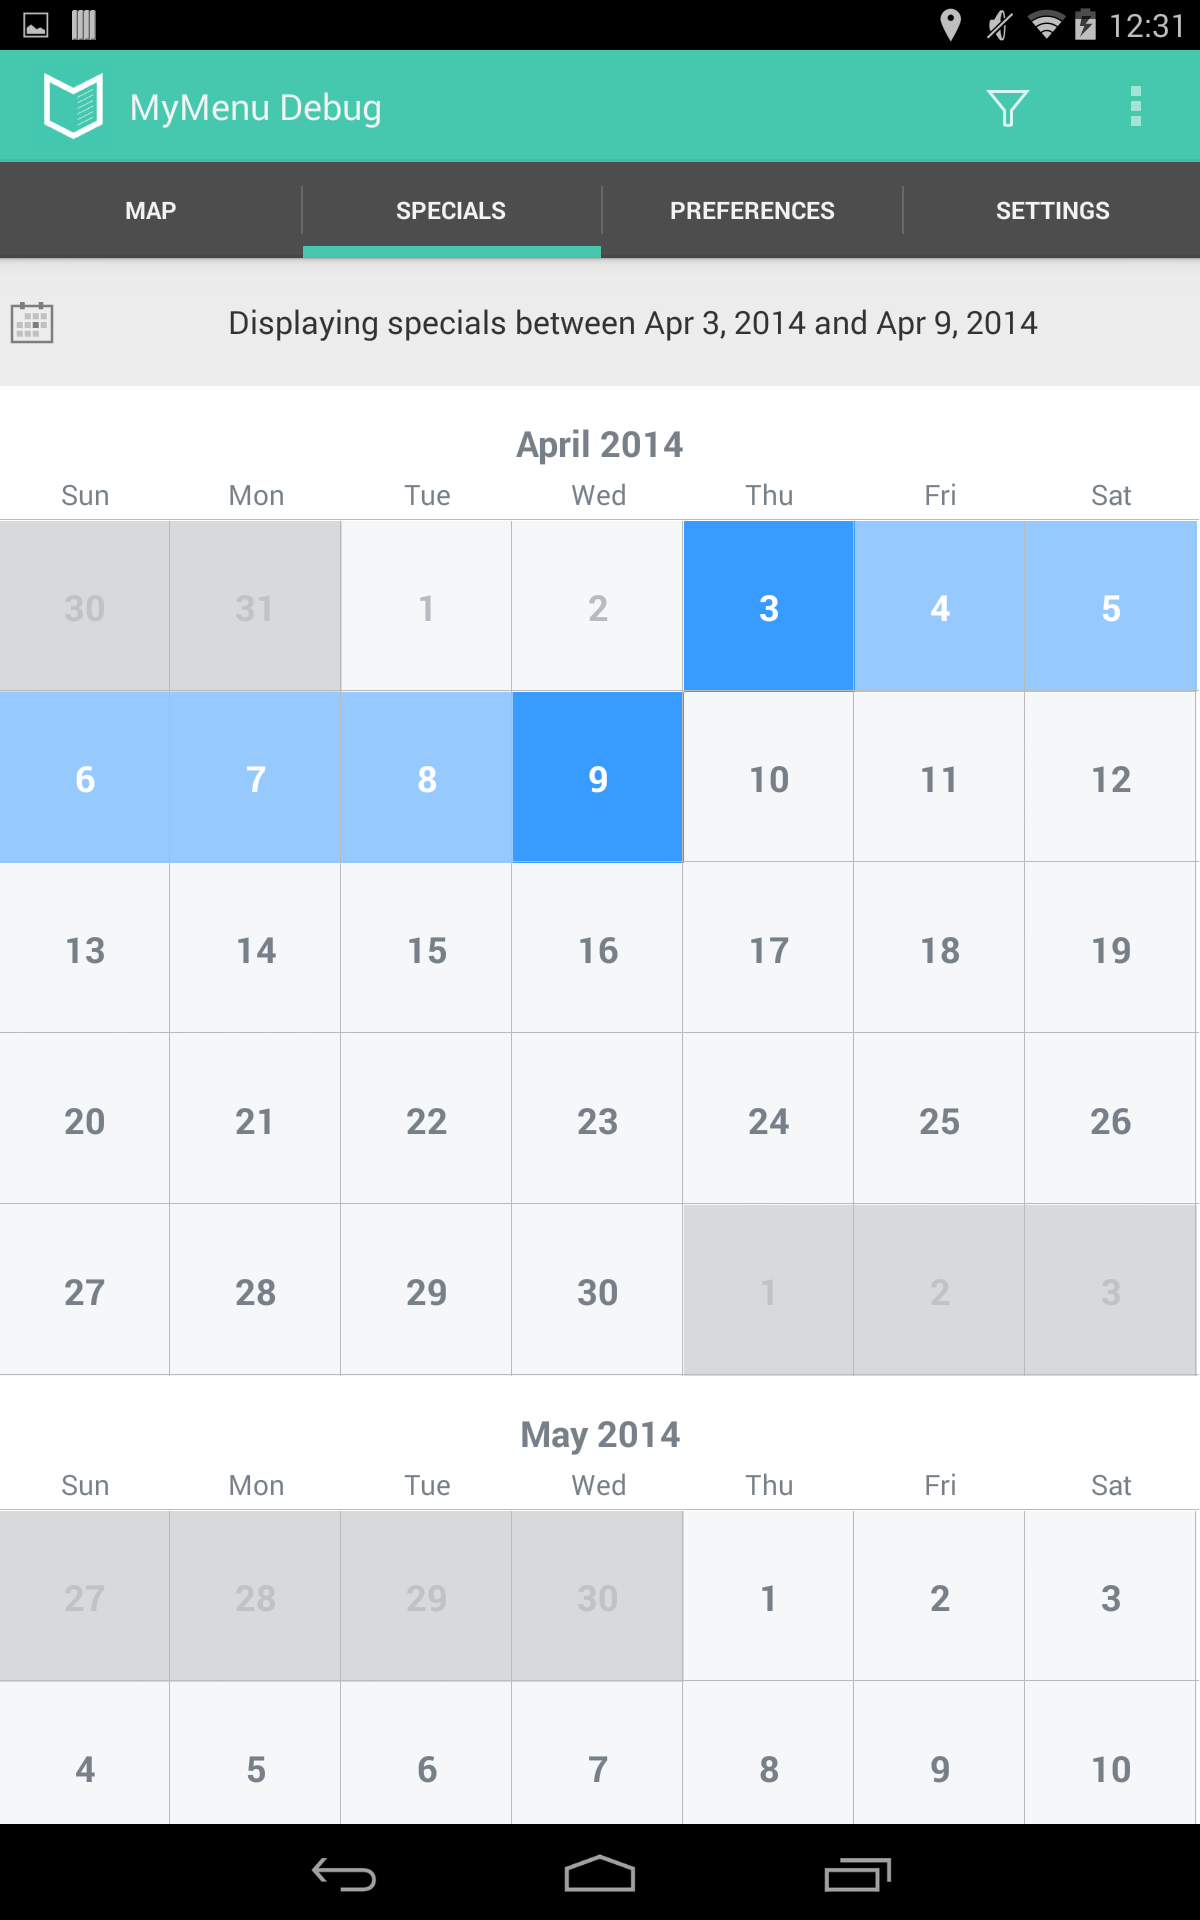 12:31
MyMenu Debug
MAP SPECIALS PREFERENCES SETTINGS
Displaying specials between Apr 3, 2014 and Apr 9, 2014
April 2014
Sun Mon Tue Wed Thu Fri Sat
30 31 1 2 3 4 5
6 7 8 9 10 11 12
13 14 15 16 17 18 19
20 21 22 23 24 25 26
27 28 29 30 1 2 3
May 2014
Sun Mon Tue Wed Thu Fri Sat
27 28 29 30 1 2 3
4 5 6 7 8 9 10